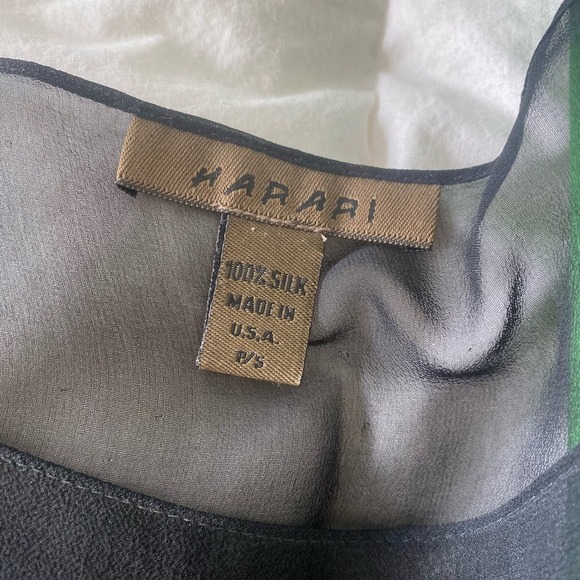 HARARI
100% SILK
MADE IN
U.S.A.
P/S